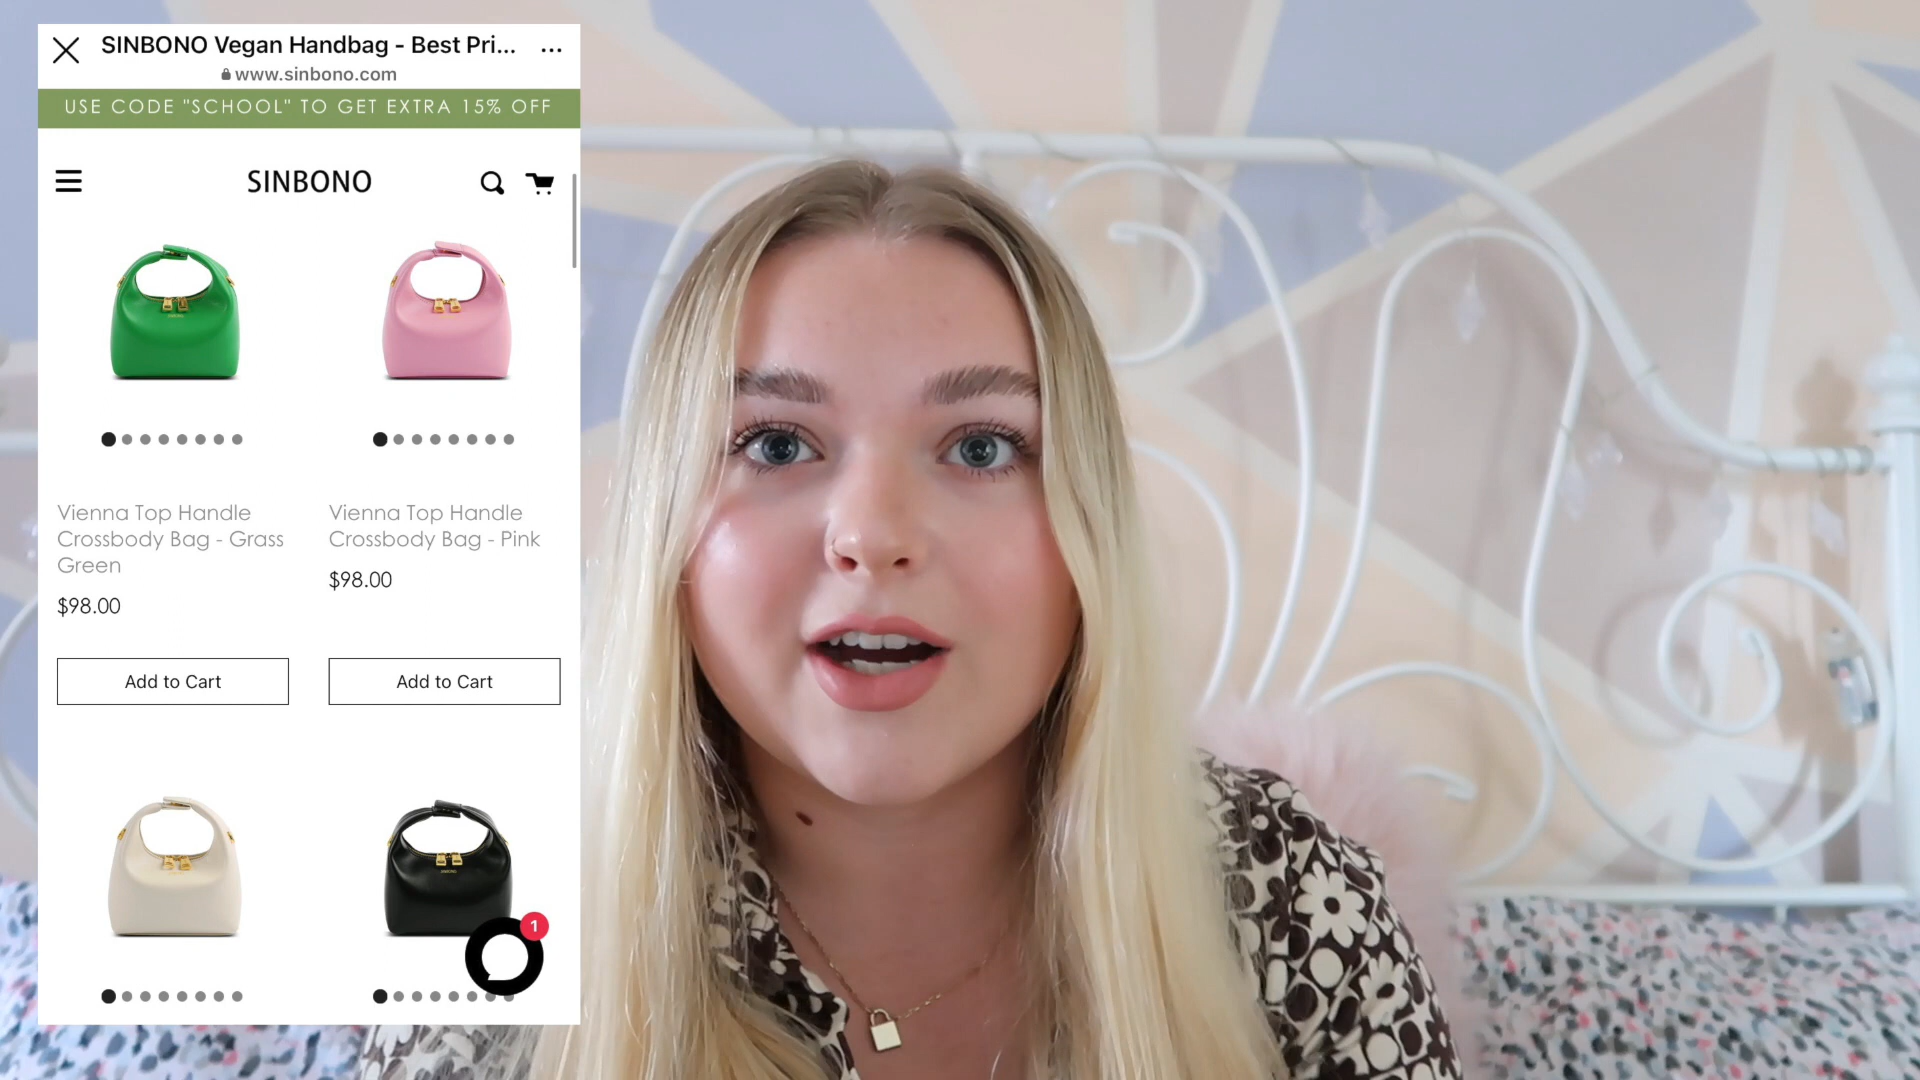 SINBONO Vegan Handbag - Best Pri...
www.sinbono.com
USE CODE "SCHOOL" TO GET EXTRA 15% OFF
SINBONO
Vienna Top Handle
Crossbody Bag - Grass
Green
$98.00
Add to Cart
Vienna Top Handle
Crossbody Bag - Pink
$98.00
Add to Cart
SINBONO
1